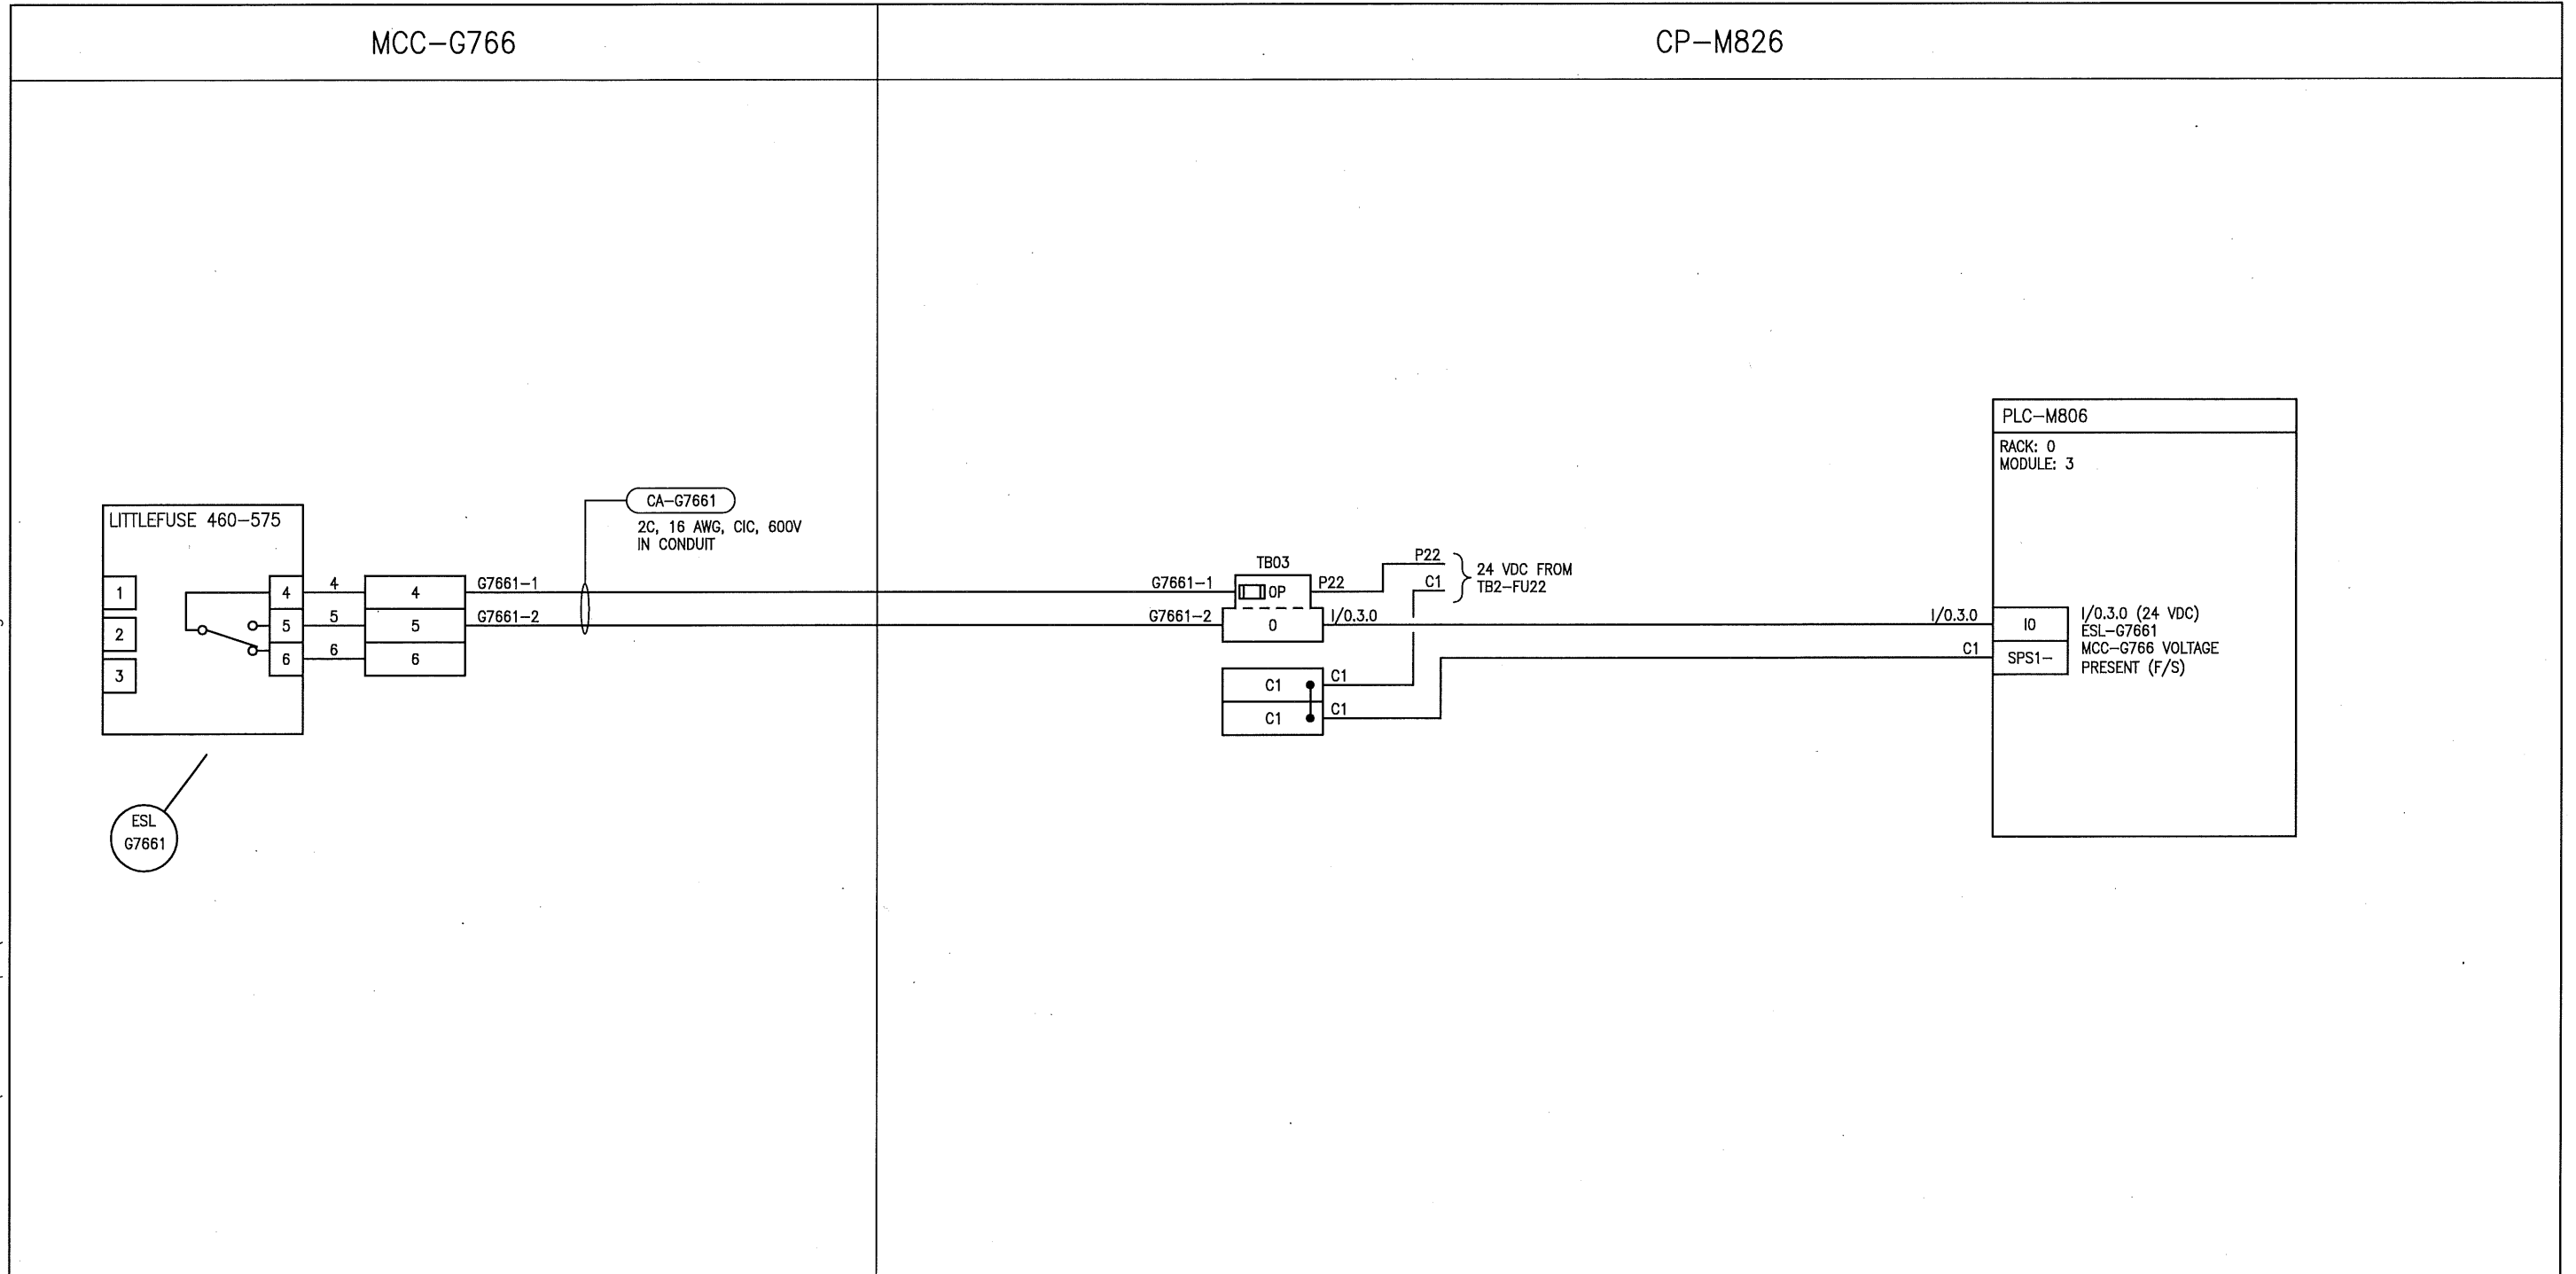 MCC-G766
CP-M826
PLC-M806
RACK: 0
MODULE: 3
CA-G7661
2C, 16 AWG, CIC, 600V
IN CONDUIT
LITTLEFUSE 460-575
1
2
3
4
5
6
4
5
6
4
5
6
G7661-1
G7661-2
G7661-1
G7661-2
TB03
OP
0
P22
I/0.3.0
P22
C1
24 VDC FROM
TB2-FU22
C1
C1
C1
C1
I/0.3.0
C1
I0
SPS1-
I/0.3.0 (24 VDC)
ESL-G7661
MCC-G766 VOLTAGE
PRESENT (F/S)
ESL
G7661